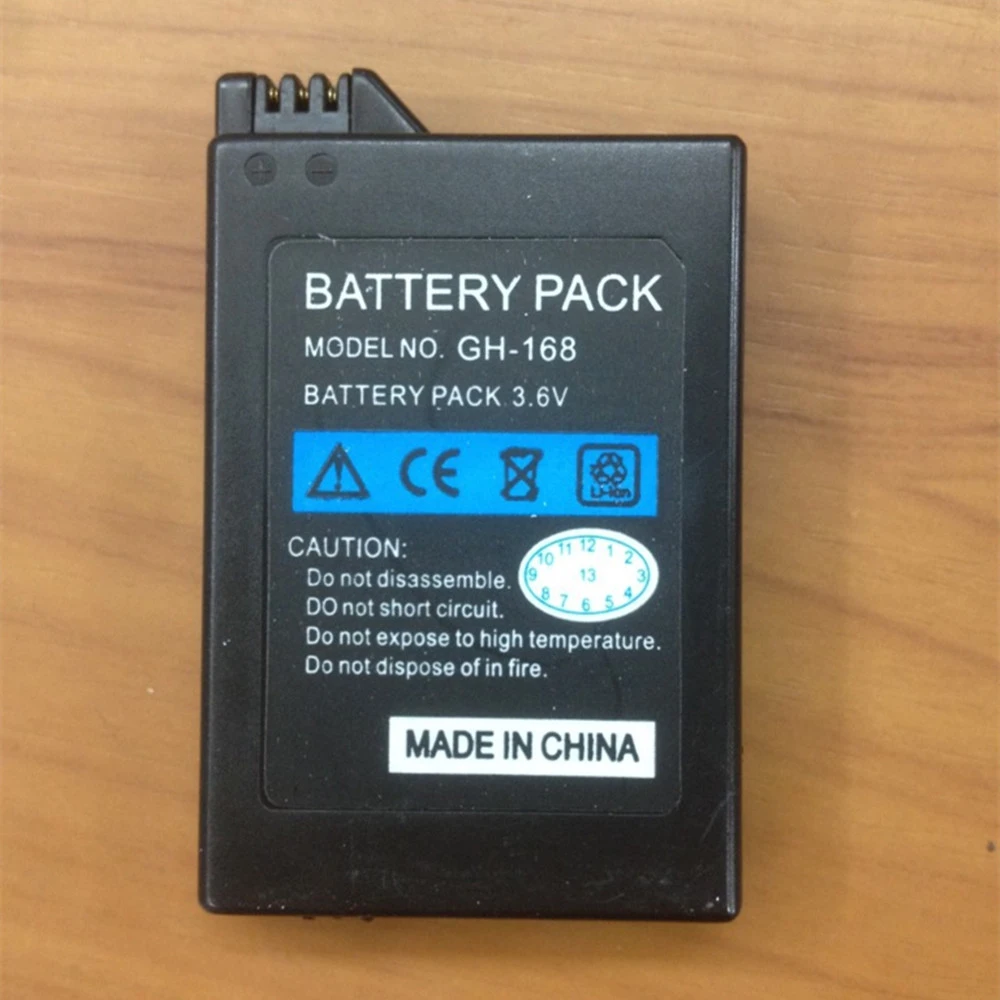 + −
BATTERY PACK
MODEL NO. GH-168
BATTERY PACK 3.6V
CE
Li-ion
CAUTION:
Do not disassemble.
DO not short circuit.
Do not expose to high temperature.
Do not dispose of in fire.
12 1 2 3 4 5 6 7 8 9 10 11
13
MADE IN CHINA